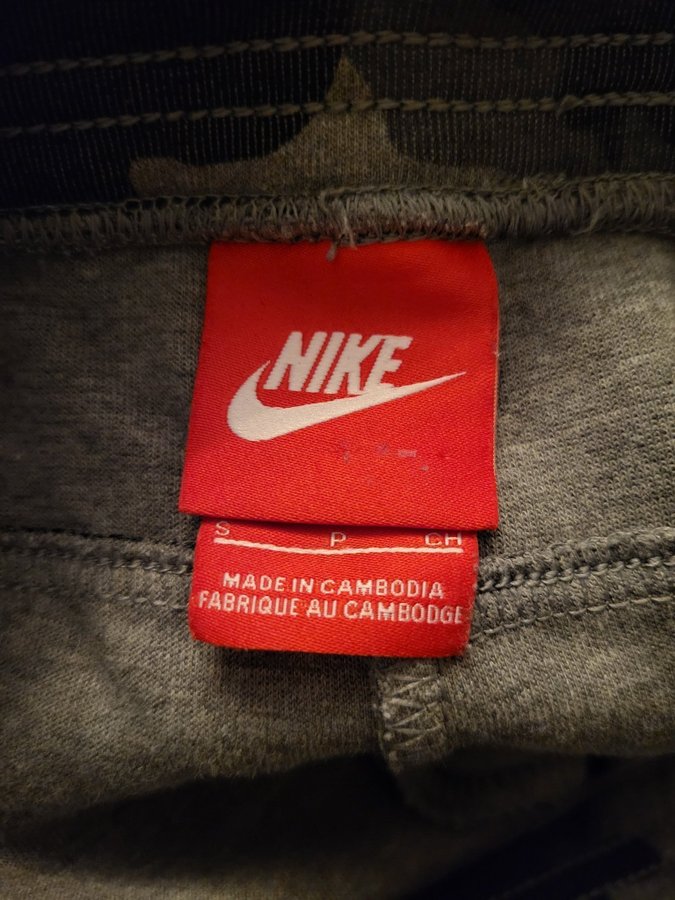 NIKE
S P CH
MADE IN CAMBODIA
FABRIQUE AU CAMBODGE